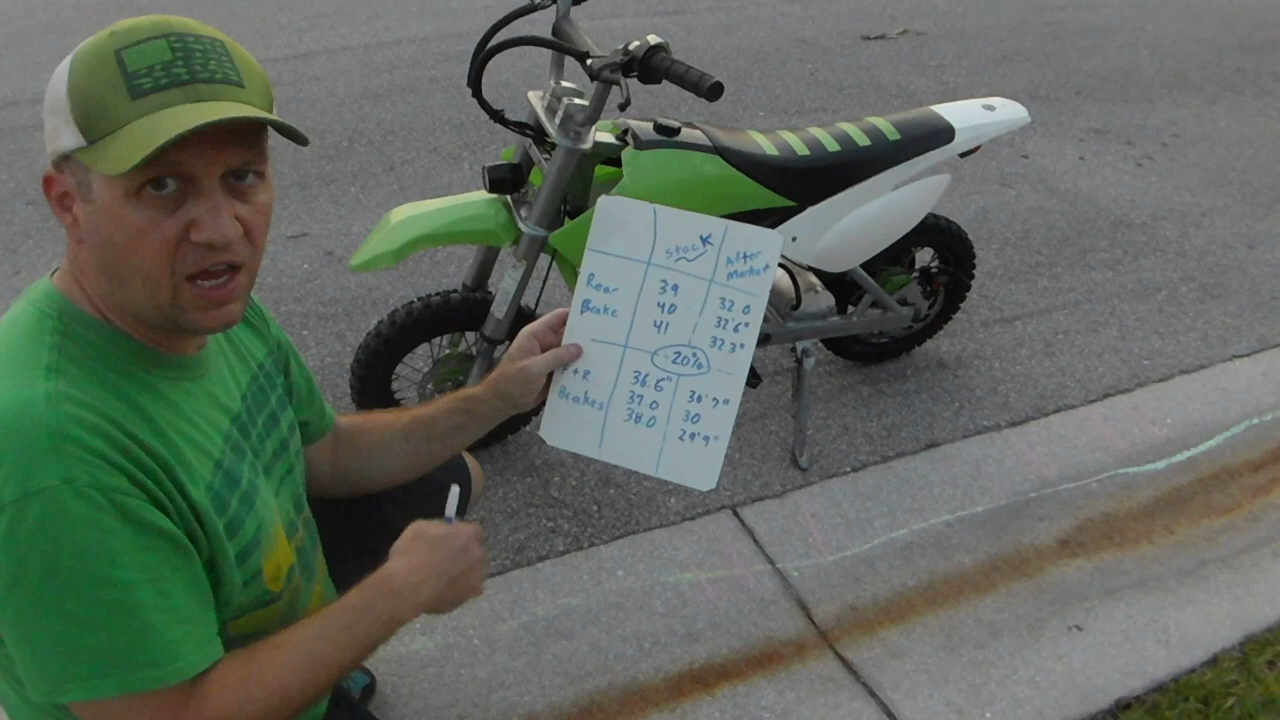 stock
After
Market
Rear
Brake
39
40
41
32.0
32'6"
32'3"
-20%
F+R
Brakes
36.6"
37.0
38.0
30'7"
30
29'9"